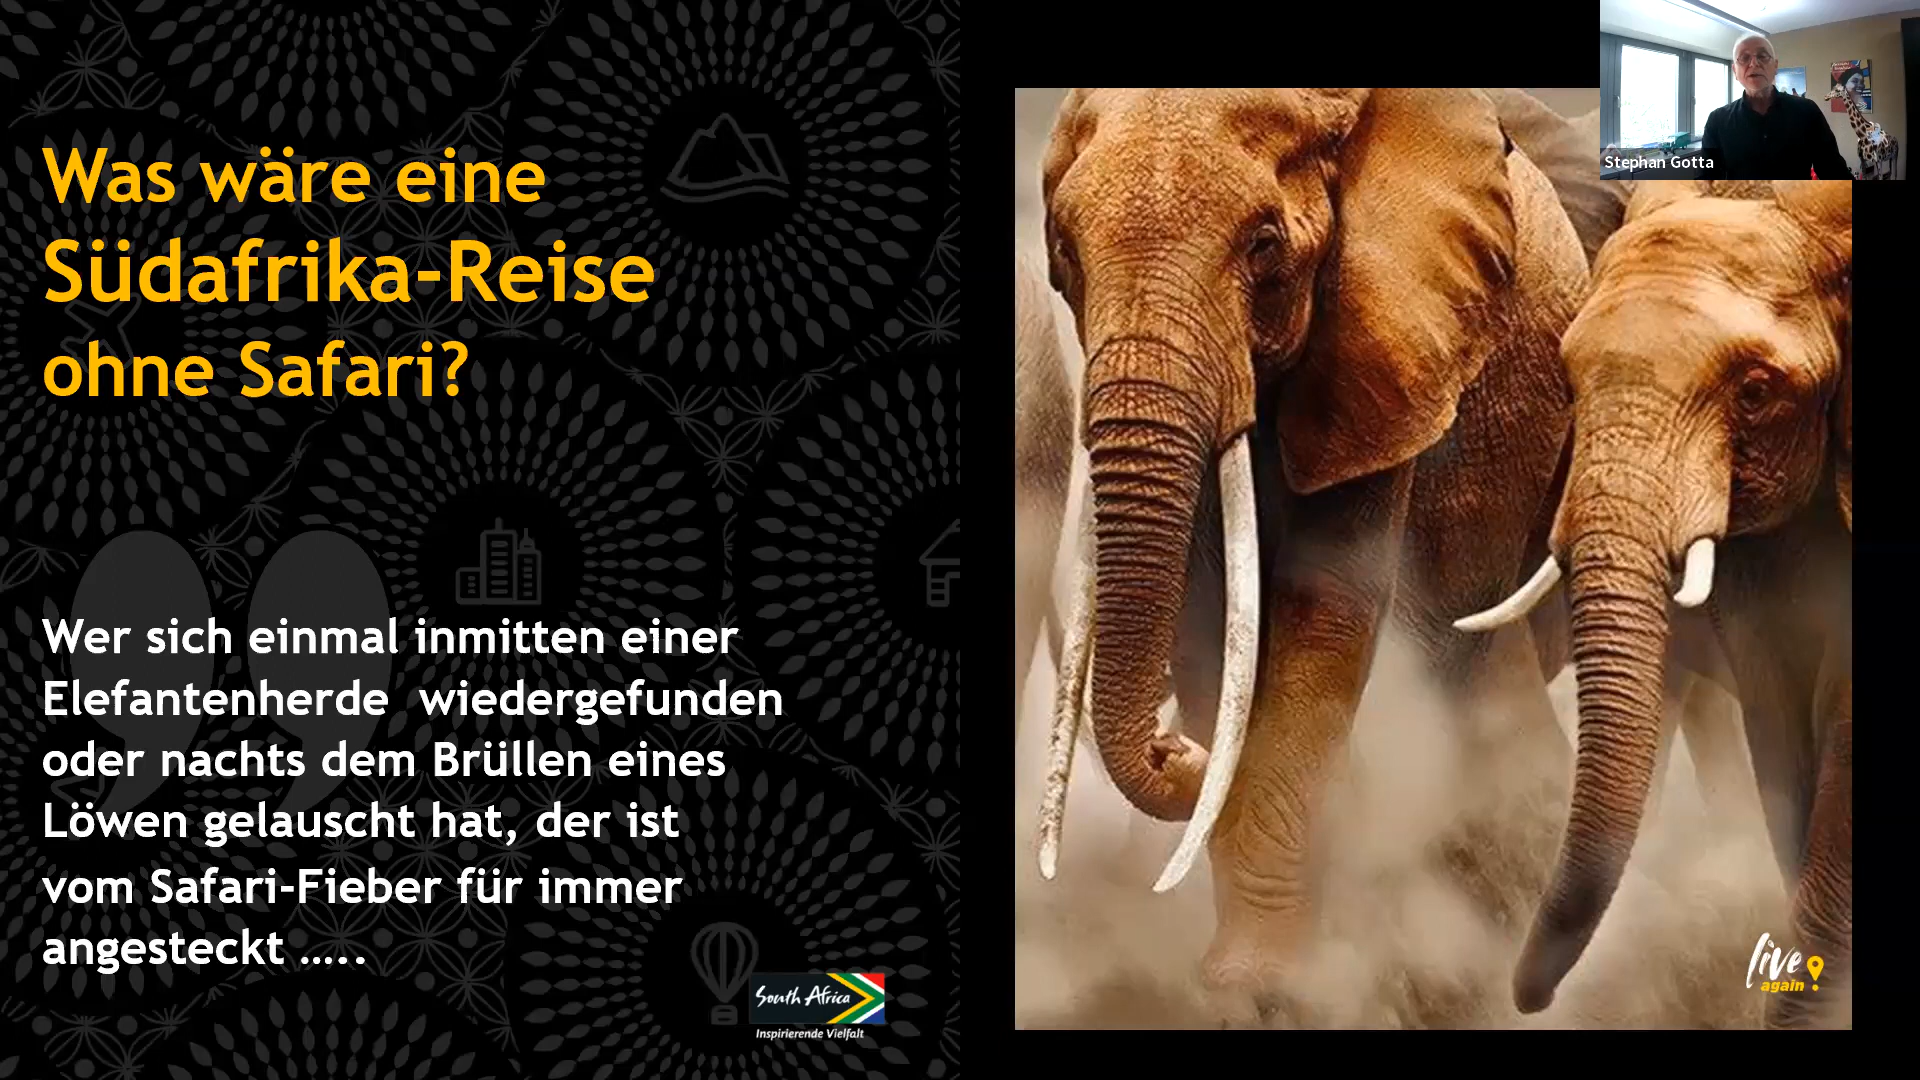 Was wäre eine
Südafrika-Reise
ohne Safari?
Wer sich einmal inmitten einer
Elefantenherde wiedergefunden
oder nachts dem Brüllen eines
Löwen gelauscht hat, der ist
vom Safari-Fieber für immer
angesteckt …..
South Africa
Inspirierende Vielfalt
Stephan Gotta
live
again